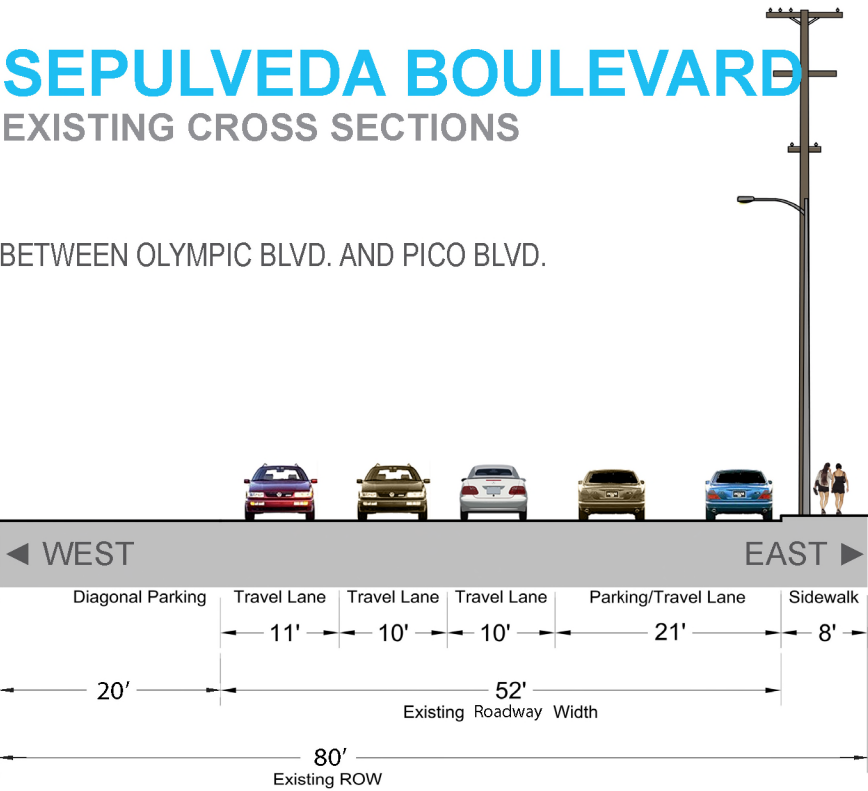 SEPULVEDA BOULEVARD
EXISTING CROSS SECTIONS
BETWEEN OLYMPIC BLVD. AND PICO BLVD.
◄ WEST
EAST ►
Diagonal Parking
Travel Lane
Travel Lane
Travel Lane
Parking/Travel Lane
Sidewalk
11'
10'
10'
21'
8'
20'
52'
Existing Roadway Width
80'
Existing ROW